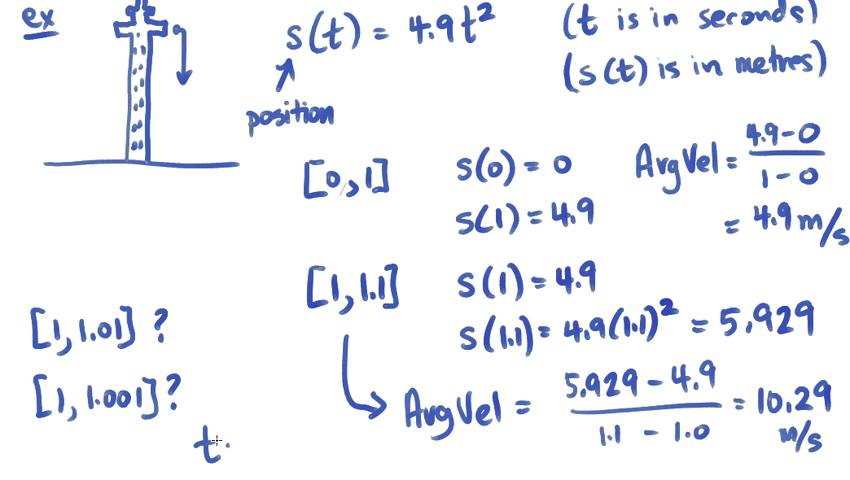 ex
s(t) = 4.9t²
(t is in seconds)
(s(t) is in metres)
position
[0,1]
s(0) = 0
s(1) = 4.9
AvgVel = 4.9-0 / 1-0
= 4.9 m/s
[1, 1.1]
s(1) = 4.9
s(1.1) = 4.9(1.1)² = 5.929
AvgVel = 5.929 - 4.9 / 1.1 - 1.0 = 10.29 m/s
[1, 1.01] ?
[1, 1.001] ?
t.